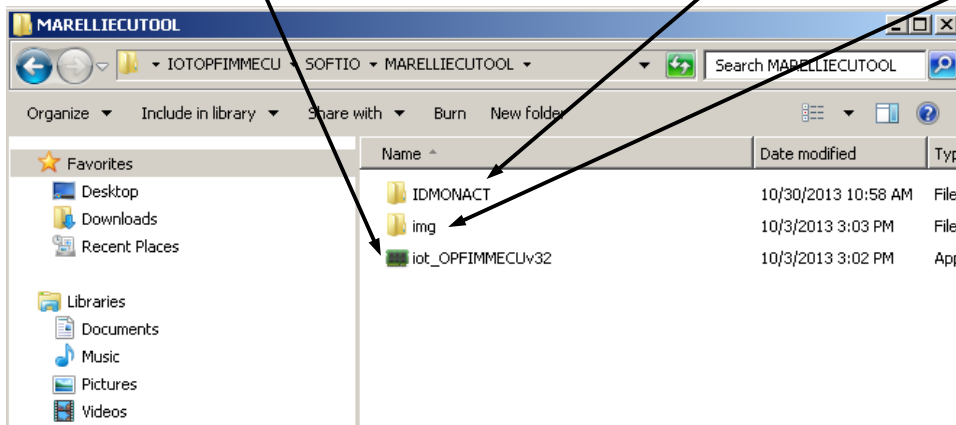 MARELLIECUTOOL
IOTOPFIMMECU SOFTIO MARELLIECUTOOL Search MARELLIECUTOOL
Organize Include in library Share with Burn New folder
Favorites
Desktop
Downloads
Recent Places
Libraries
Documents
Music
Pictures
Videos
Name Date modified Typ
IDMONACT 10/30/2013 10:58 AM File
img 10/3/2013 3:03 PM File
iot_OPFIMMECUv32 10/3/2013 3:02 PM App